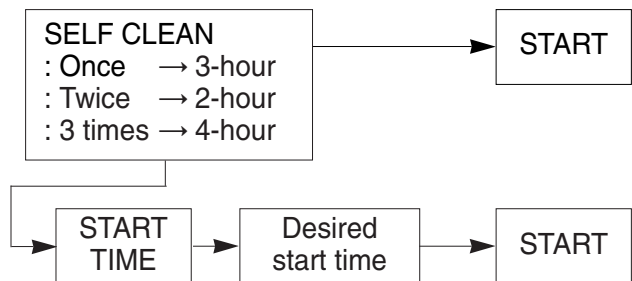 SELF CLEAN
: Once → 3-hour
: Twice → 2-hour
: 3 times → 4-hour
START
START
TIME
Desired
start time
START